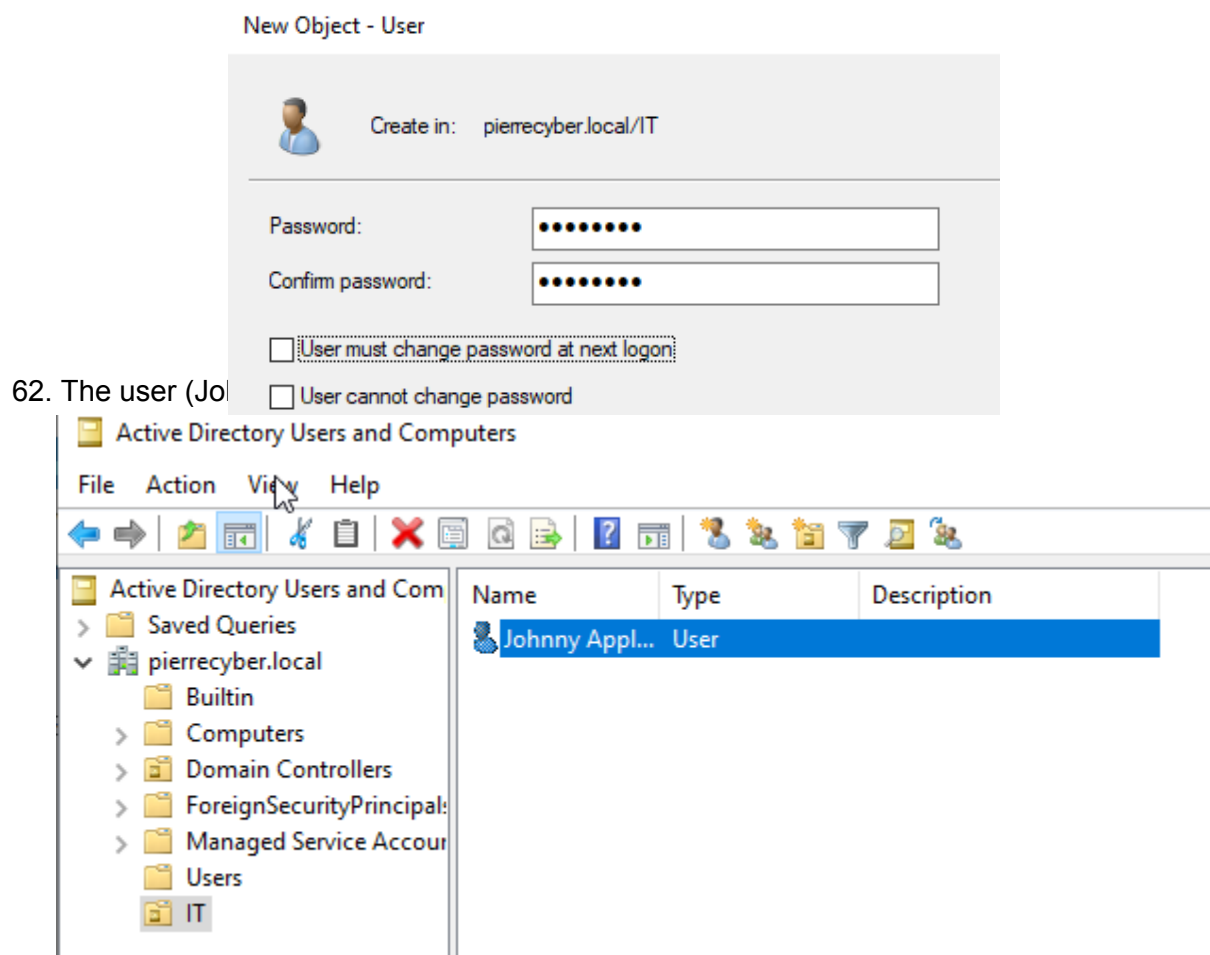 New Object - User
Create in: pierrecyber.local/IT
Password:
Confirm password:
User must change password at next logon
User cannot change password
62. The user
Active Directory Users and Computers
File Action View Help
Active Directory Users and Com
Saved Queries
pierrecyber.local
Builtin
Computers
Domain Controllers
ForeignSecurityPrincipals
Managed Service Accour
Users
IT
Name Type Description
Johnny Appl... User